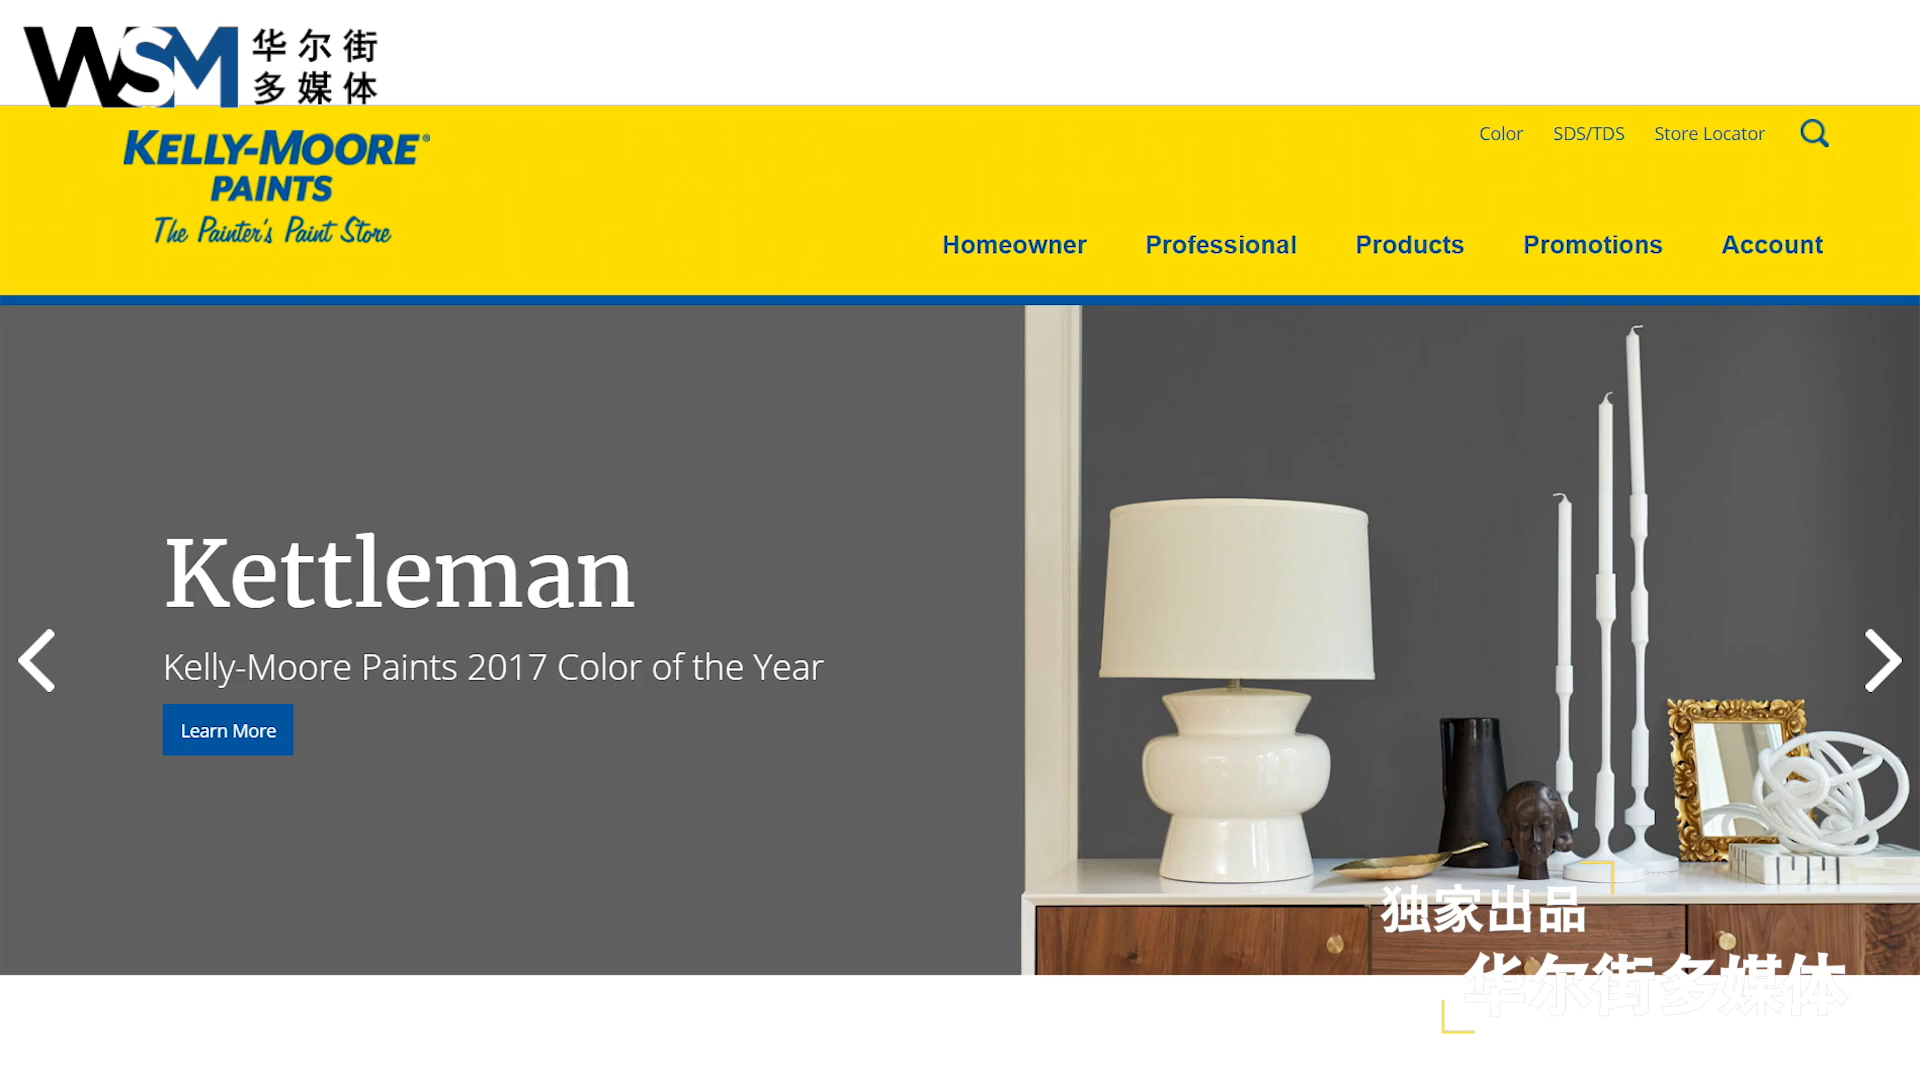 WSM 华尔街
多媒体
KELLY-MOORE®
PAINTS
The Painter's Paint Store
Color SDS/TDS Store Locator
Homeowner Professional Products Promotions Account
Kettleman
Kelly-Moore Paints 2017 Color of the Year
Learn More
独家出品
华尔街多媒体